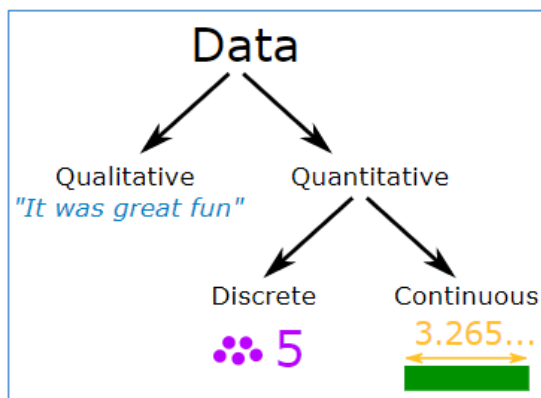 Data
Qualitative Quantitative
"It was great fun"
Discrete Continuous
5 3.265...